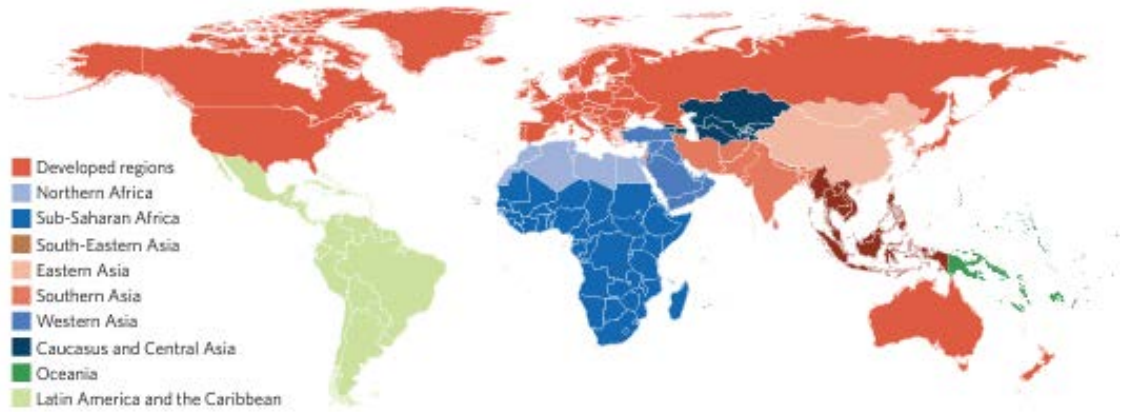 Developed regions
Northern Africa
Sub-Saharan Africa
South-Eastern Asia
Eastern Asia
Southern Asia
Western Asia
Caucasus and Central Asia
Oceania
Latin America and the Caribbean